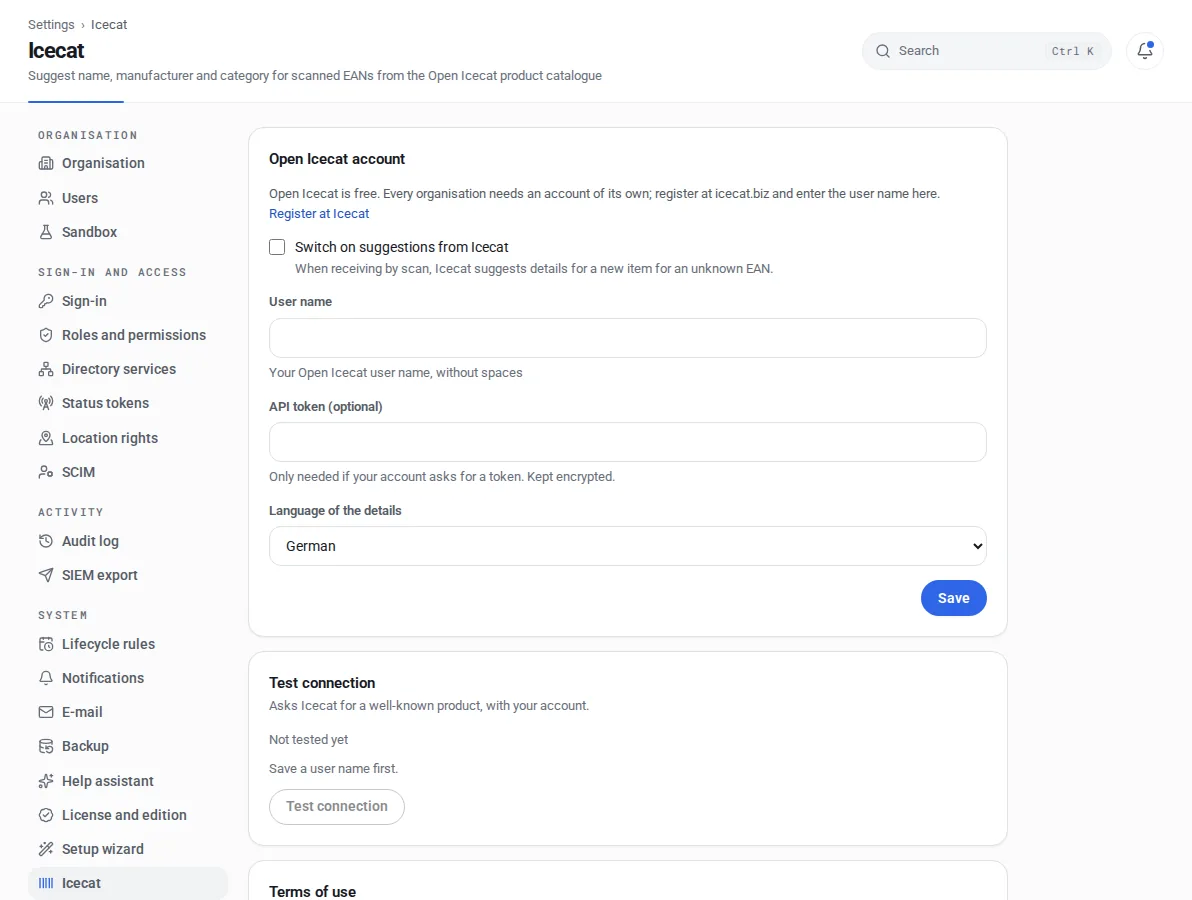 Settings › Icecat
Icecat
Suggest name, manufacturer and category for scanned EANs from the Open Icecat product catalogue
Search
Ctrl K
ORGANISATION
Organisation
Users
Sandbox
SIGN-IN AND ACCESS
Sign-in
Roles and permissions
Directory services
Status tokens
Location rights
SCIM
ACTIVITY
Audit log
SIEM export
SYSTEM
Lifecycle rules
Notifications
E-mail
Backup
Help assistant
License and edition
Setup wizard
Icecat
Open Icecat account
Open Icecat is free. Every organisation needs an account of its own; register at icecat.biz and enter the user name here.
Register at Icecat
Switch on suggestions from Icecat
When receiving by scan, Icecat suggests details for a new item for an unknown EAN.
User name
Your Open Icecat user name, without spaces
API token (optional)
Only needed if your account asks for a token. Kept encrypted.
Language of the details
German
Save
Test connection
Asks Icecat for a well-known product, with your account.
Not tested yet
Save a user name first.
Test connection
Terms of use